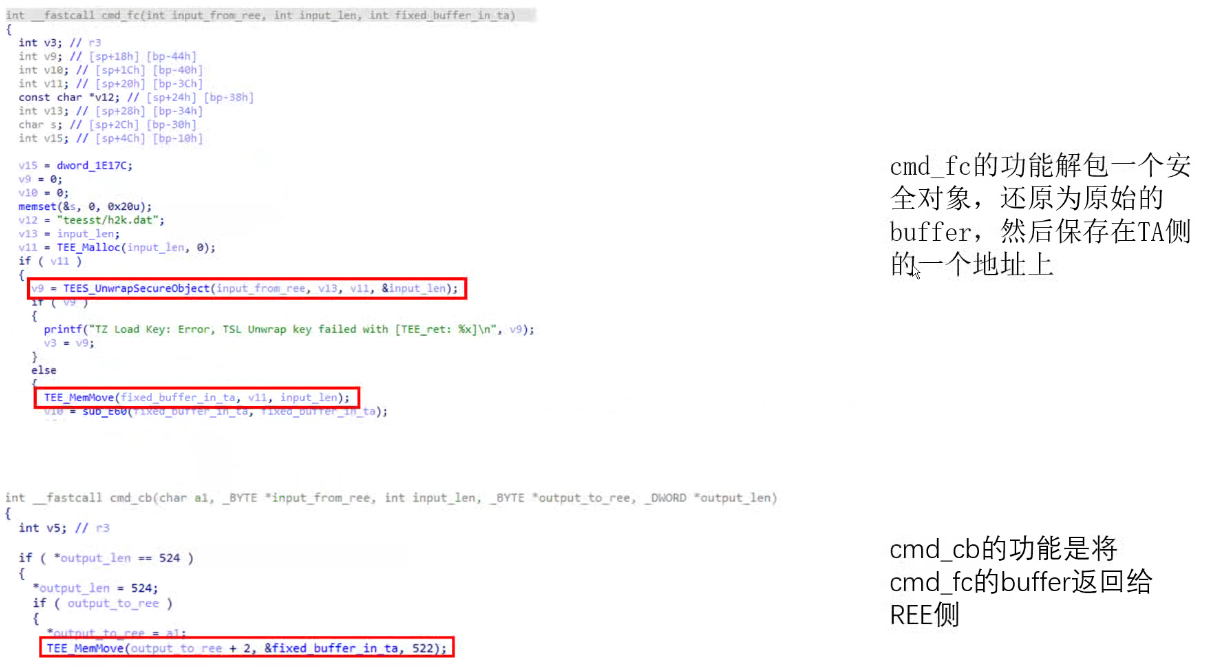 int __fastcall cmd_fc(int input_from_ree, int input_len, int fixed_buffer_in_ta)
{
int v3; // r3
int v9; // [sp+18h] [bp-44h]
int v10; // [sp+1Ch] [bp-40h]
int v11; // [sp+20h] [bp-3Ch]
const char *v12; // [sp+24h] [bp-38h]
int v13; // [sp+28h] [bp-34h]
char s; // [sp+2Ch] [bp-30h]
int v15; // [sp+4Ch] [bp-10h]
v15 = dword_1E17C;
v9 = 0;
v10 = 0;
memset(&s, 0, 0x20u);
v12 = "teesst/h2k.dat";
v13 = input_len;
v11 = TEE_Malloc(input_len, 0);
if ( v11 )
{
v9 = TEES_UnwrapSecureObject(input_from_ree, v13, v11, &input_len);
if ( v9 )
{
printf("TZ Load Key: Error, TSL Unwrap key failed with [TEE_ret: %x]\n", v9);
v3 = v9;
}
else
{
TEE_MemMove(fixed_buffer_in_ta, v11, input_len);
v10 = sub_E60(fixed_buffer_in_ta, fixed_buffer_in_ta);
cmd_fc的功能解包一个安
全对象，还原为原始的
buffer，然后保存在TA侧
的一个地址上
int __fastcall cmd_cb(char a1, _BYTE *input_from_ree, int input_len, _BYTE *output_to_ree, _DWORD *output_len)
{
int v5; // r3
if ( *output_len == 524 )
{
*output_len = 524;
if ( output_to_ree )
{
*output_to_ree = a1;
TEE_MemMove(output_to_ree + 2, &fixed_buffer_in_ta, 522);
cmd_cb的功能是将
cmd_fc的buffer返回给
REE侧